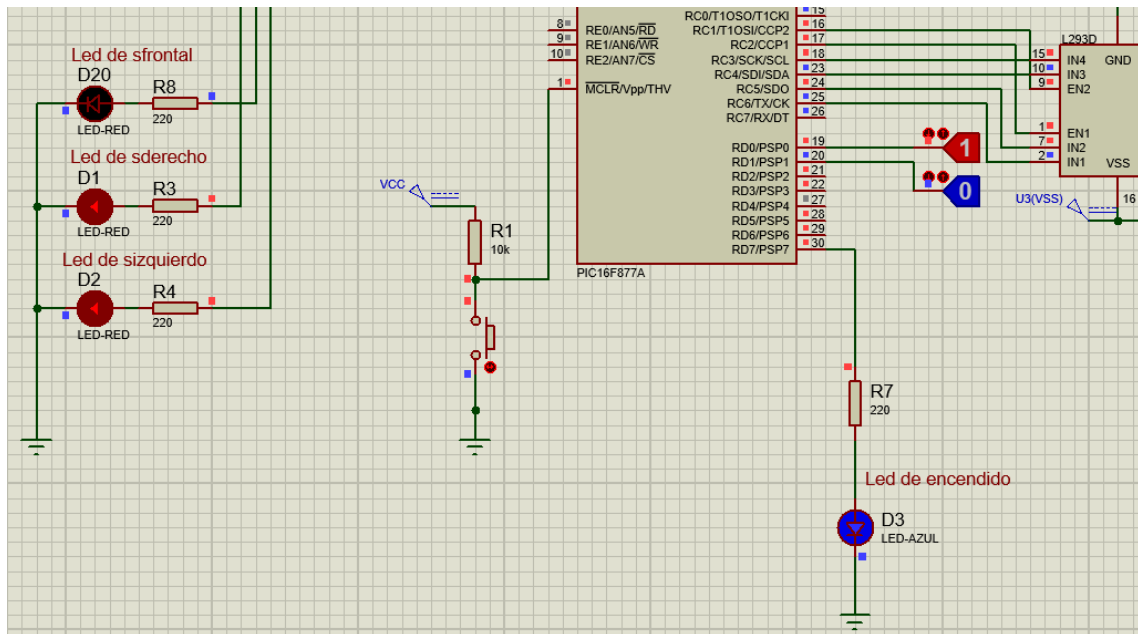 Led de sfrontal
D20
R8
LED-RED
220
Led de sderecho
D1
R3
LED-RED
220
Led de sizquierdo
D2
R4
LED-RED
220
VCC
R1
10k
8 RE0/AN5/RD
9 RE1/AN6/WR
10 RE2/AN7/CS
1 MCLR/Vpp/THV
RC0/T1OSO/T1CKI 15
RC1/T1OSI/CCP2 16
RC2/CCP1 17
RC3/SCK/SCL 18
RC4/SDI/SDA 23
RC5/SDO 24
RC6/TX/CK 25
RC7/RX/DT 26
RD0/PSP0 19
RD1/PSP1 20
RD2/PSP2 21
RD3/PSP3 22
RD4/PSP4 27
RD5/PSP5 28
RD6/PSP6 29
RD7/PSP7 30
PIC16F877A
1
0
L293D
15 IN4 GND
10 IN3
9 EN2
1 EN1
7 IN2
2 IN1
VSS
U3(VSS)
16
R7
220
Led de encendido
D3
LED-AZUL